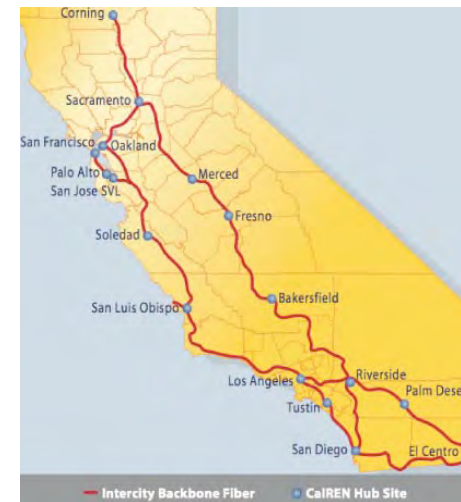 Corning
Sacramento
San Francisco
Oakland
Palo Alto
San Jose SVL
Merced
Fresno
Soledad
San Luis Obispo
Bakersfield
Los Angeles
Riverside
Tustin
Palm Dese
San Diego
El Centro
Intercity Backbone Fiber
CalREN Hub Site